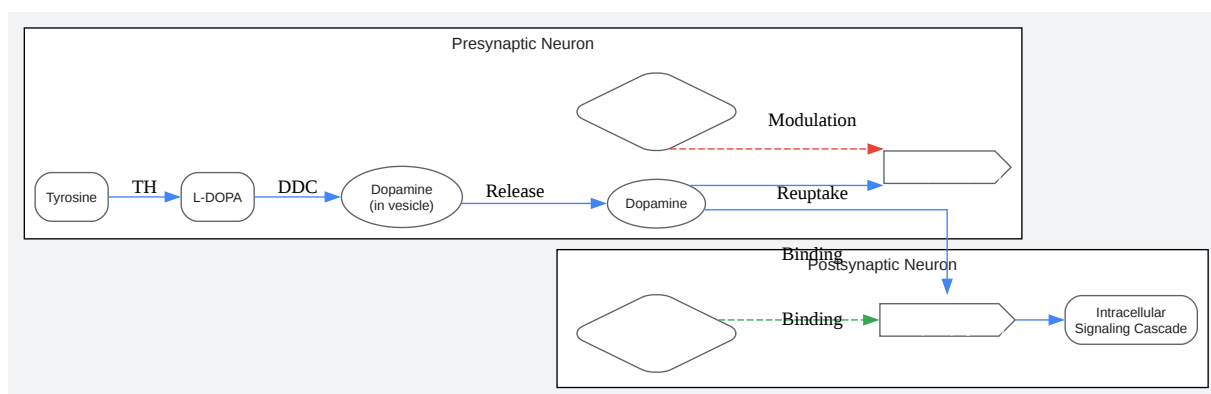 Presynaptic Neuron
Modulation
Tyrosine
TH
L-DOPA
DDC
Dopamine
(in vesicle)
Release
Dopamine
Reuptake
Binding
Postsynaptic Neuron
Binding
Intracellular
Signaling Cascade